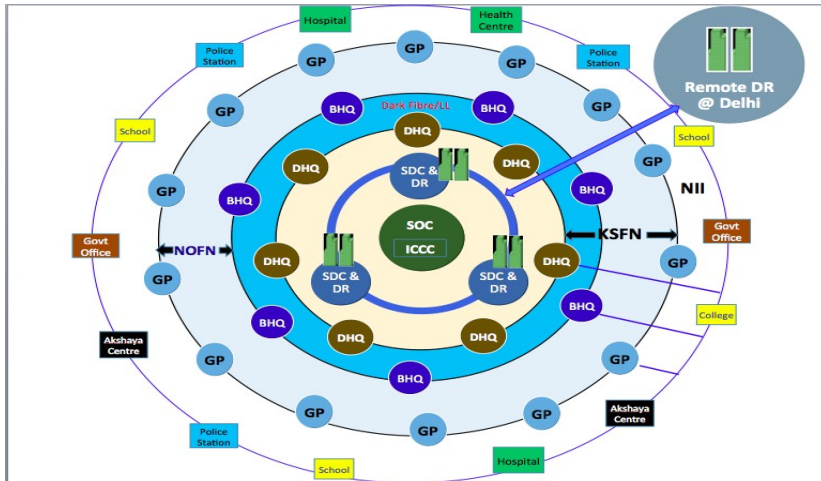 Hospital
Health
Centre
Police
Station
GP
GP
GP
Police
Station
Remote DR
@ Delhi
GP
GP
School
BHQ
Dark Fibre/LL
BHQ
School
DHQ
GP
DHQ
SDC &
DR
DHQ
BHQ
GP
NII
BHQ
Govt
Office
NOFN
SOC
ICCC
KSFN
Govt
Office
GP
DHQ
SDC &
DR
SDC &
DR
DHQ
GP
BHQ
BHQ
College
Akshaya
Centre
DHQ
DHQ
GP
BHQ
GP
Akshaya
Centre
Police
Station
GP
GP
GP
School
Hospital